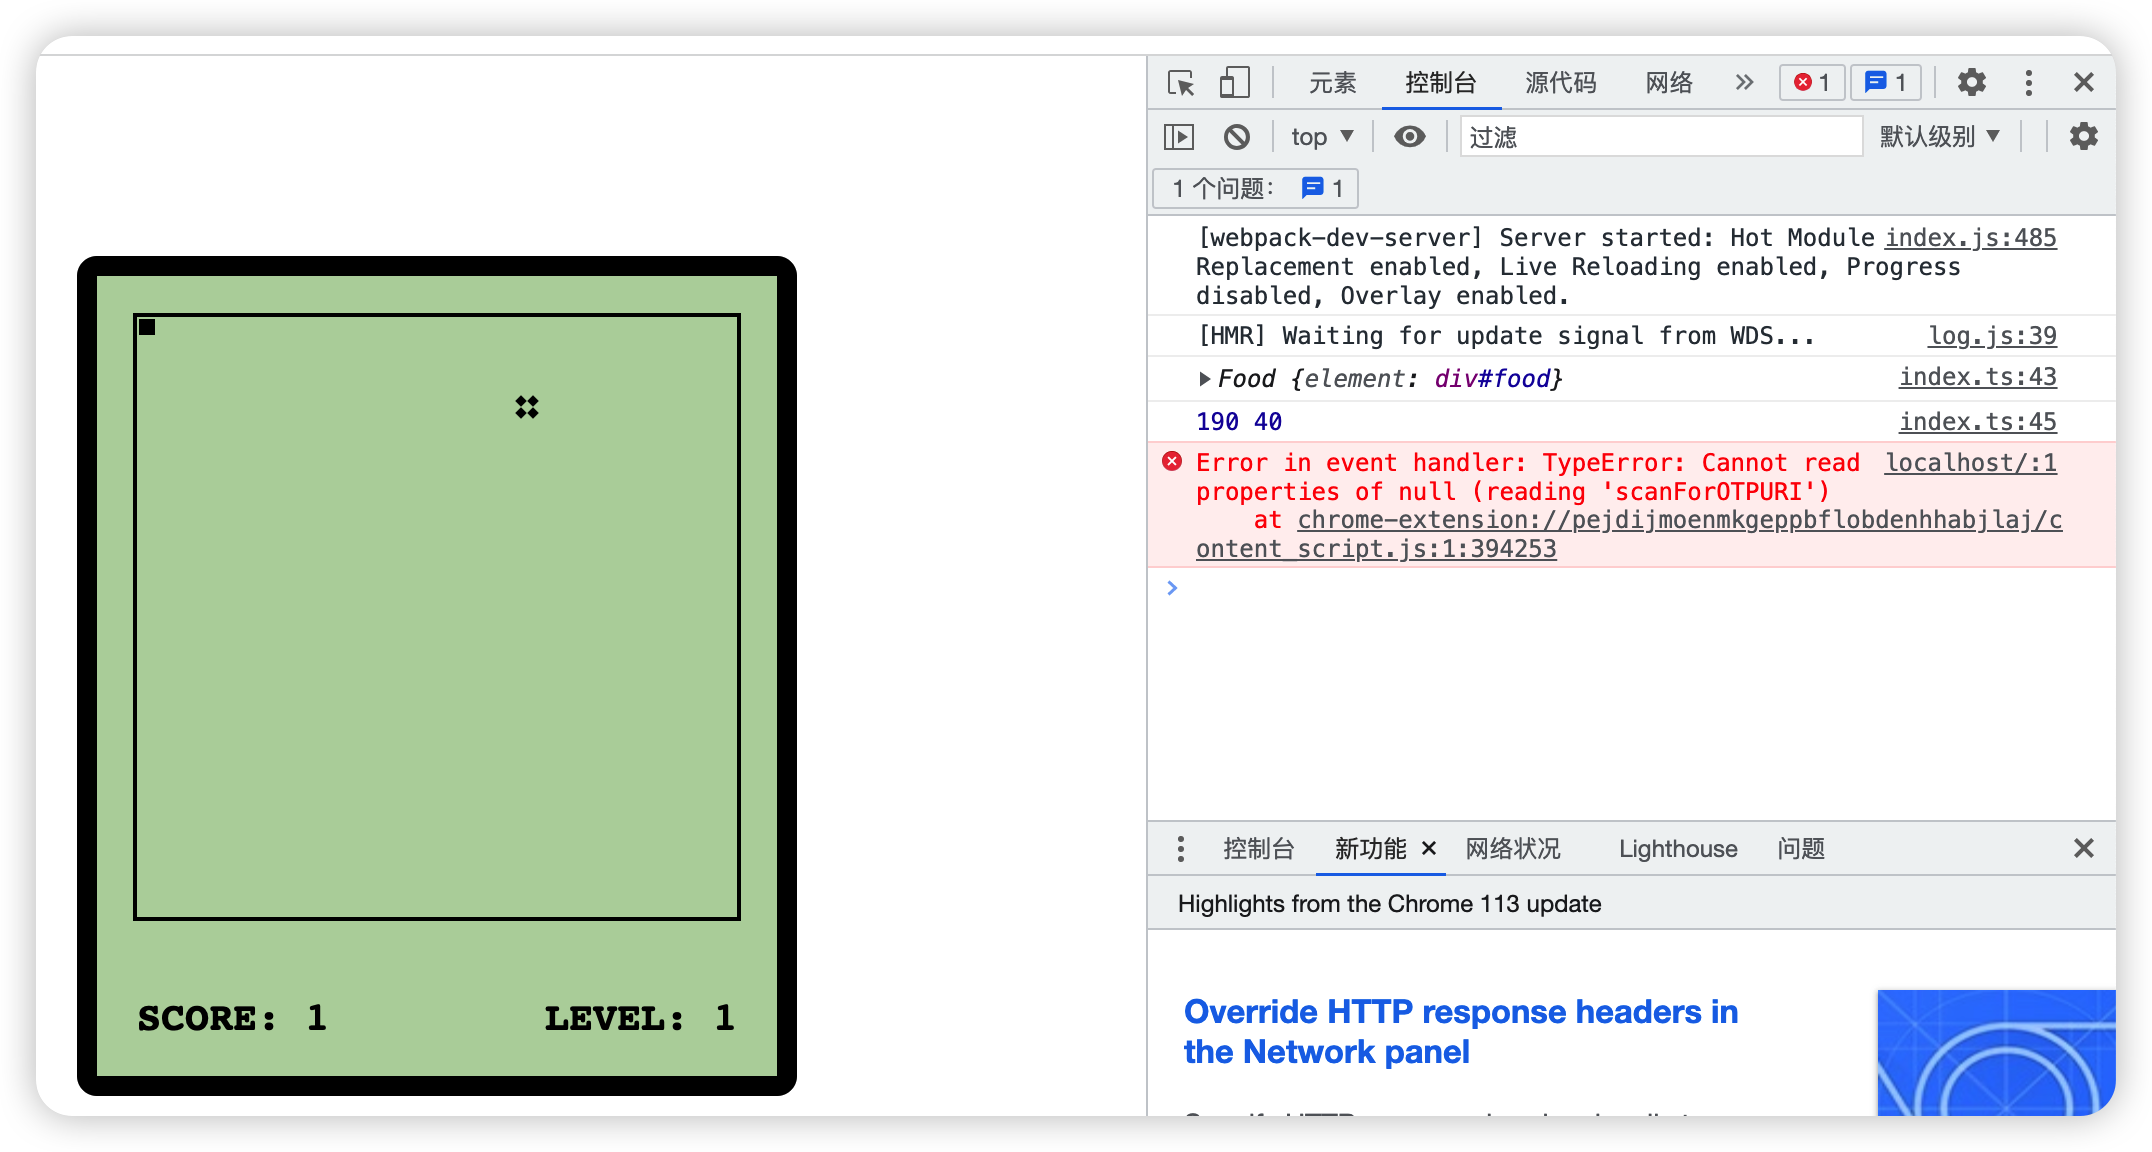 元素 控制台 源代码 网络 1 1
top 过滤 默认级别
1 个问题： 1
[webpack-dev-server] Server started: Hot Module index.js:485
Replacement enabled, Live Reloading enabled, Progress
disabled, Overlay enabled.
[HMR] Waiting for update signal from WDS... log.js:39
Food {element: div#food} index.ts:43
190 40 index.ts:45
Error in event handler: TypeError: Cannot read localhost/:1
properties of null (reading 'scanForOTPURI')
at chrome-extension://pejdijmoenmkgeppbflobdenhhabjlaj/c
ontent_script.js:1:394253
SCORE: 1 LEVEL: 1
控制台 新功能 网络状况 Lighthouse 问题
Highlights from the Chrome 113 update
Override HTTP response headers in
the Network panel